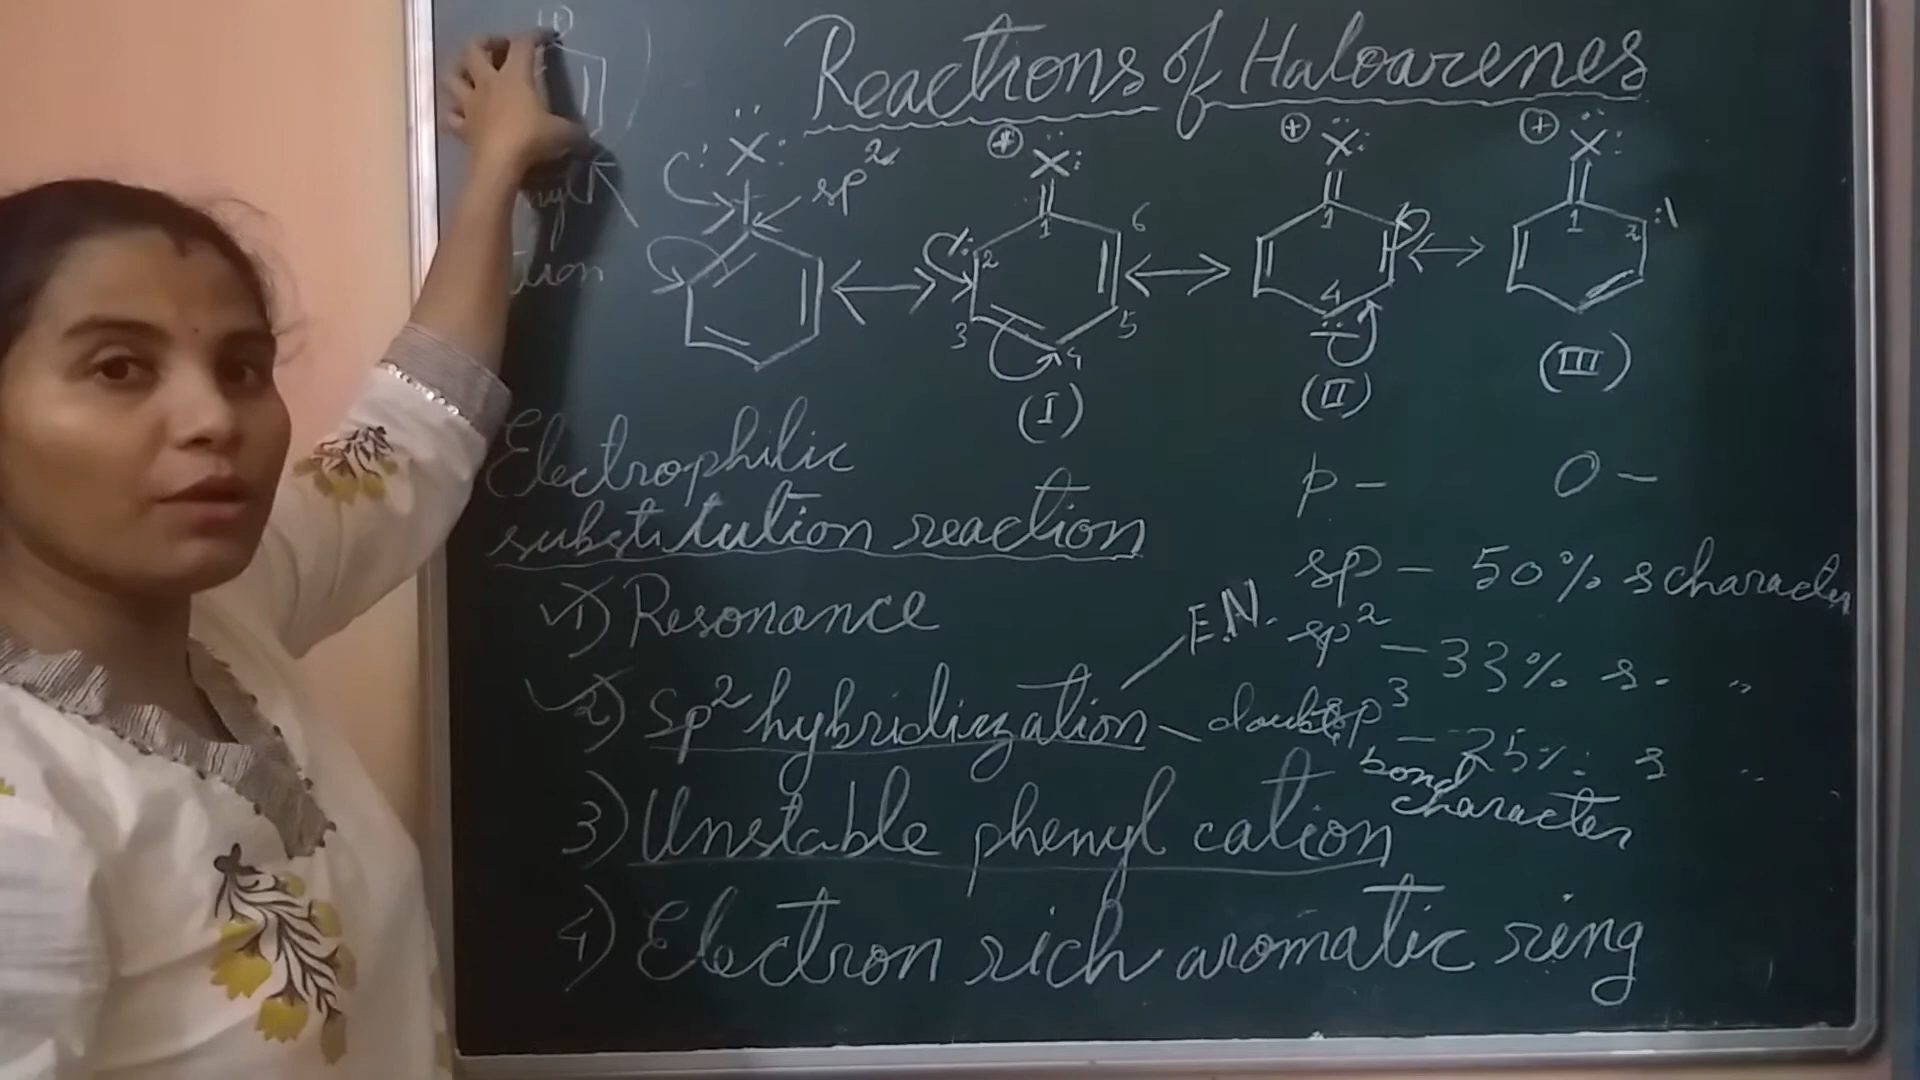 Reactions of Haloarenes
sp2
X X X X
1 2 3 4 5 6
1 4
1 2
(I) (II) (III)
tion
Electrophilic
substitution reaction
p - O -
sp - 50% s character
sp2 - 33% s. "
sp3 - 25% s "
1) Resonance
2) Sp2 hybridization - E.N.
double bond character
3) Unstable phenyl cation
4) Electron rich aromatic ring